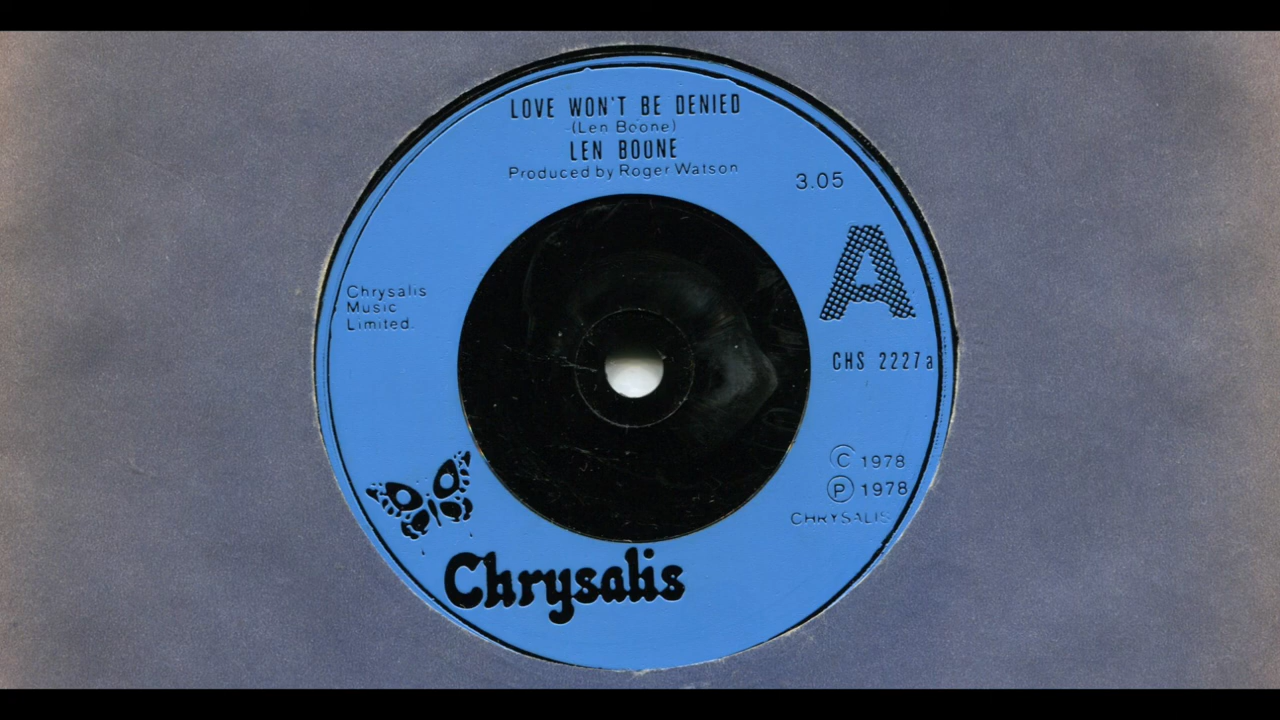 LOVE WON'T BE DENIED
(Len Boone)
LEN BOONE
Produced by Roger Watson
3.05
A
Chrysalis
Music
Limited.
CHS 2227a
© 1978
Ⓟ 1978
CHRYSALIS
Chrysalis